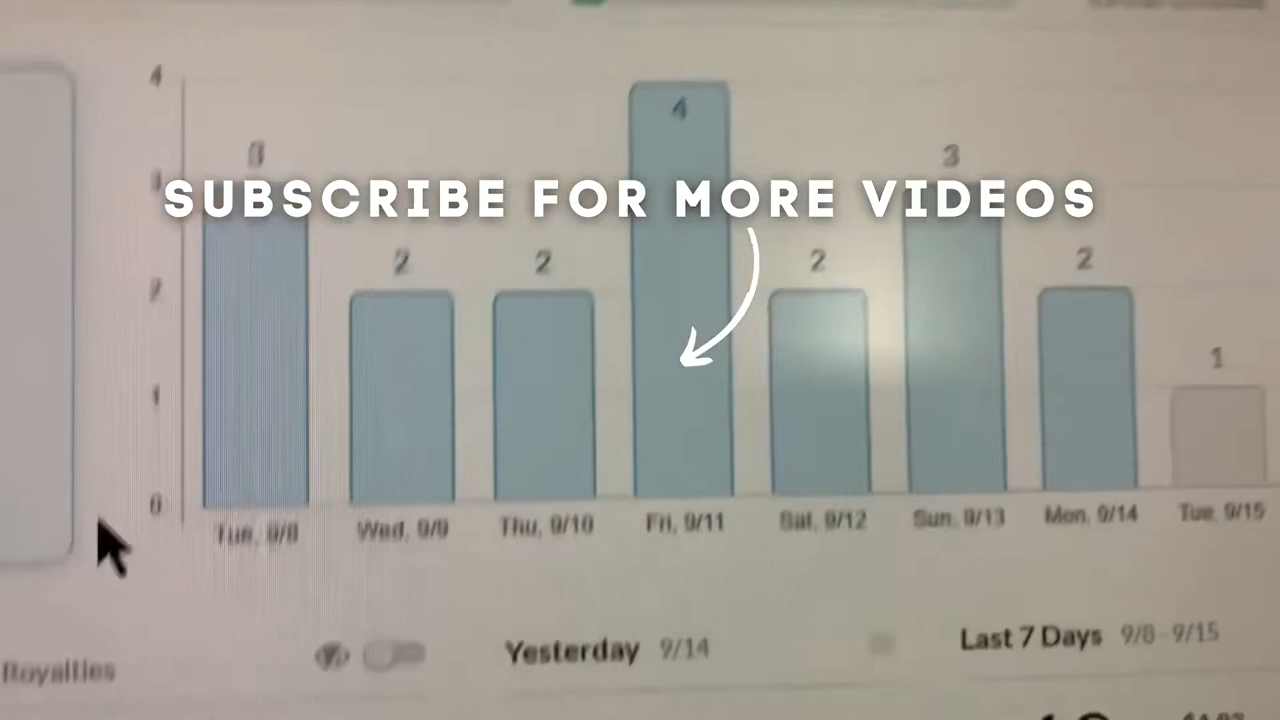 4
4
3
SUBSCRIBE FOR MORE VIDEOS
2
2
2
2
2
1
1
0
Tue, 9/8
Wed, 9/9
Thu, 9/10
Fri, 9/11
Sat, 9/12
Sun, 9/13
Mon, 9/14
Tue, 9/15
Royalties
Yesterday 9/14
Last 7 Days 9/8-9/15